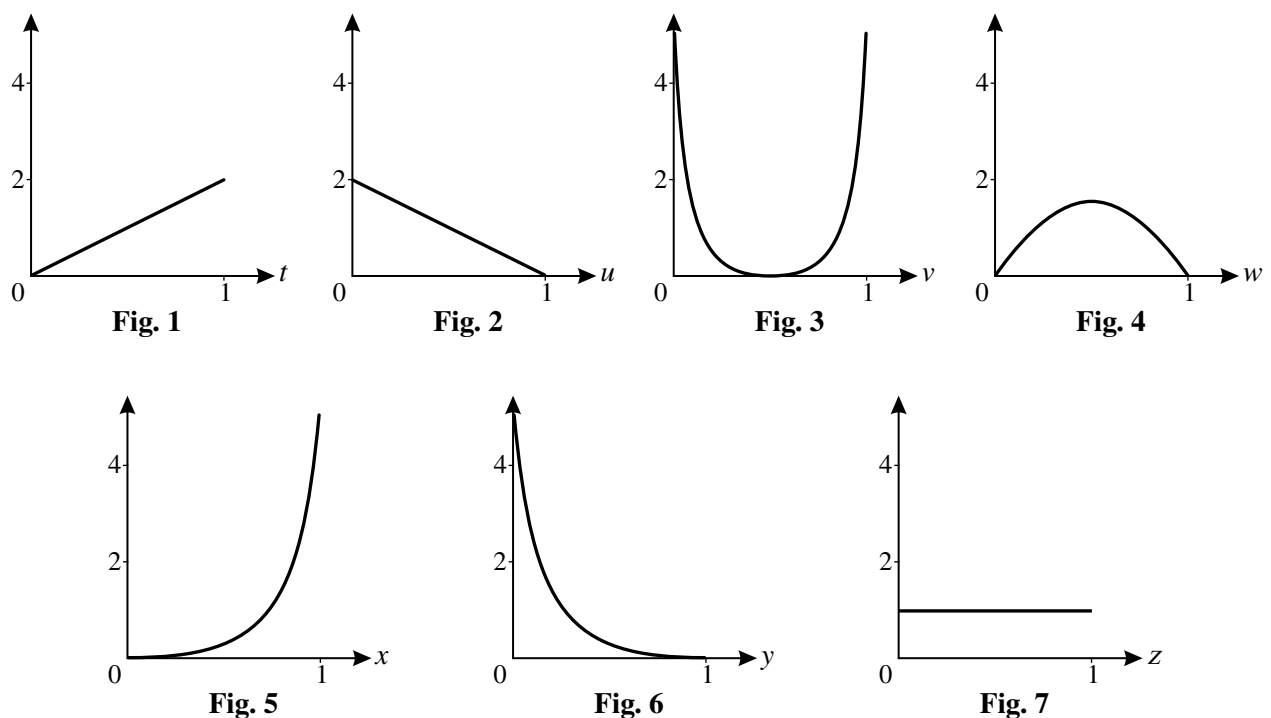 4 4 4 4
2 2 2 2
0 1 t 0 1 u 0 1 v 0 1 w
Fig. 1 Fig. 2 Fig. 3 Fig. 4
4 4 4
2 2 2
0 1 x 0 1 y 0 1 z
Fig. 5 Fig. 6 Fig. 7